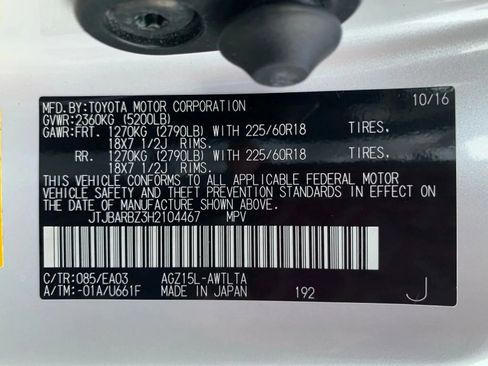 MFD.BY:TOYOTA MOTOR CORPORATION 10/16
GVWR:2360KG (5200LB)
GAWR:FRT. 1270KG (2790LB) WITH 225/60R18 TIRES,
18X7 1/2J RIMS.
RR. 1270KG (2790LB) WITH 225/60R18 TIRES,
18X7 1/2J RIMS.
THIS VEHICLE CONFORMS TO ALL APPLICABLE FEDERAL MOTOR
VEHICLE SAFETY AND THEFT PREVENTION STANDARDS IN EFFECT ON
THE DATE OF MANUFACTURE SHOWN ABOVE.
JTJBARBZ3H2104467 MPV
C/TR:085/EA03 AGZ15L-AWTLTA
A/TM:-01A/U661F MADE IN JAPAN 192 J